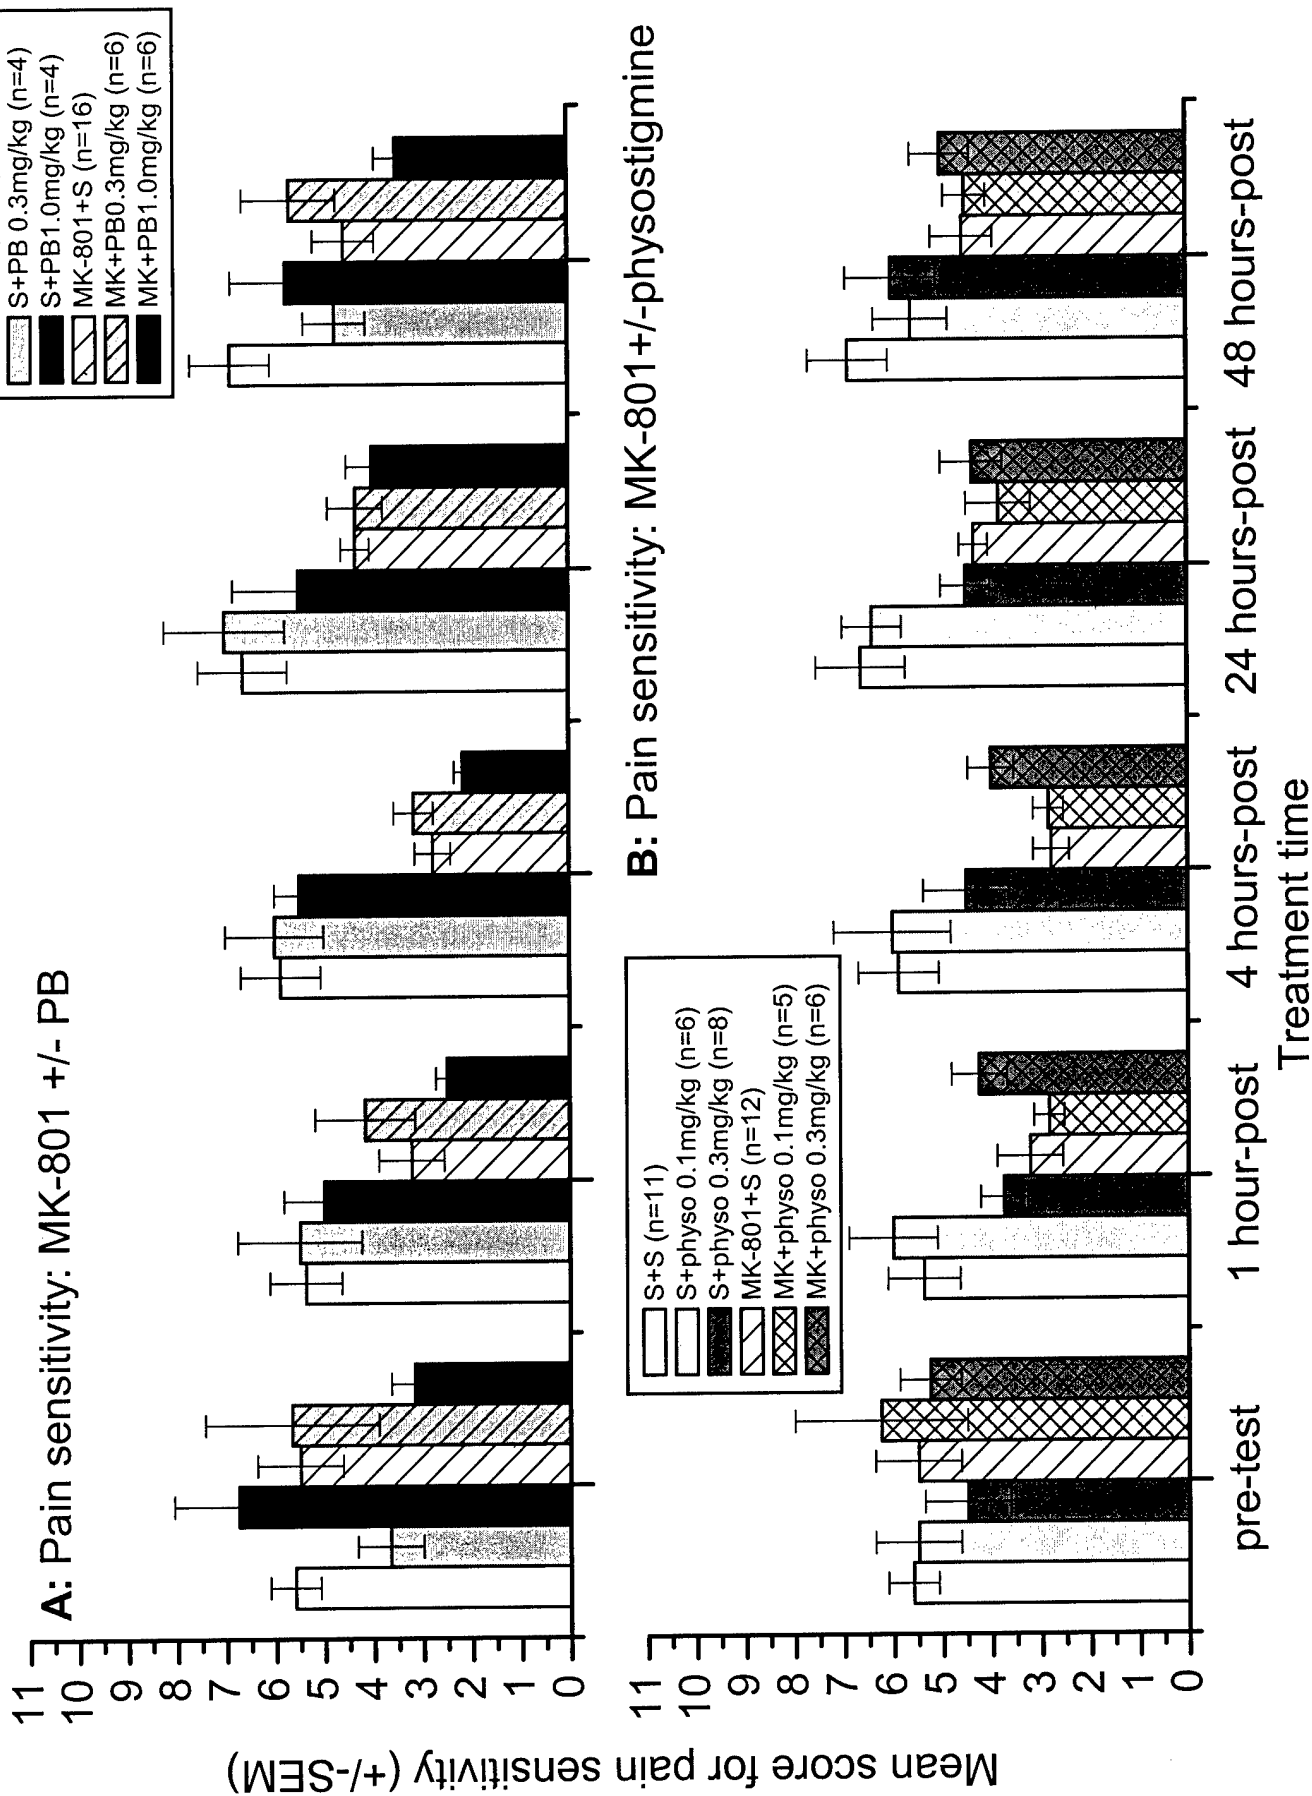 A: Pain sensitivity: MK-801 +/- PB
S+PB 0.3mg/kg (n=4)
S+PB1.0mg/kg (n=4)
MK-801+S (n=16)
MK+PB0.3mg/kg (n=6)
MK+PB1.0mg/kg (n=6)
11
10
9
8
7
6
5
4
3
2
1
0
B: Pain sensitivity: MK-801+/-physostigmine
S+S (n=11)
S+physo 0.1mg/kg (n=6)
S+physo 0.3mg/kg (n=8)
MK-801+S (n=12)
MK+physo 0.1mg/kg (n=5)
MK+physo 0.3mg/kg (n=6)
11
10
9
8
7
6
5
4
3
2
1
0
Mean score for pain sensitivity (+/-SEM)
pre-test
1 hour-post
4 hours-post
24 hours-post
48 hours-post
Treatment time